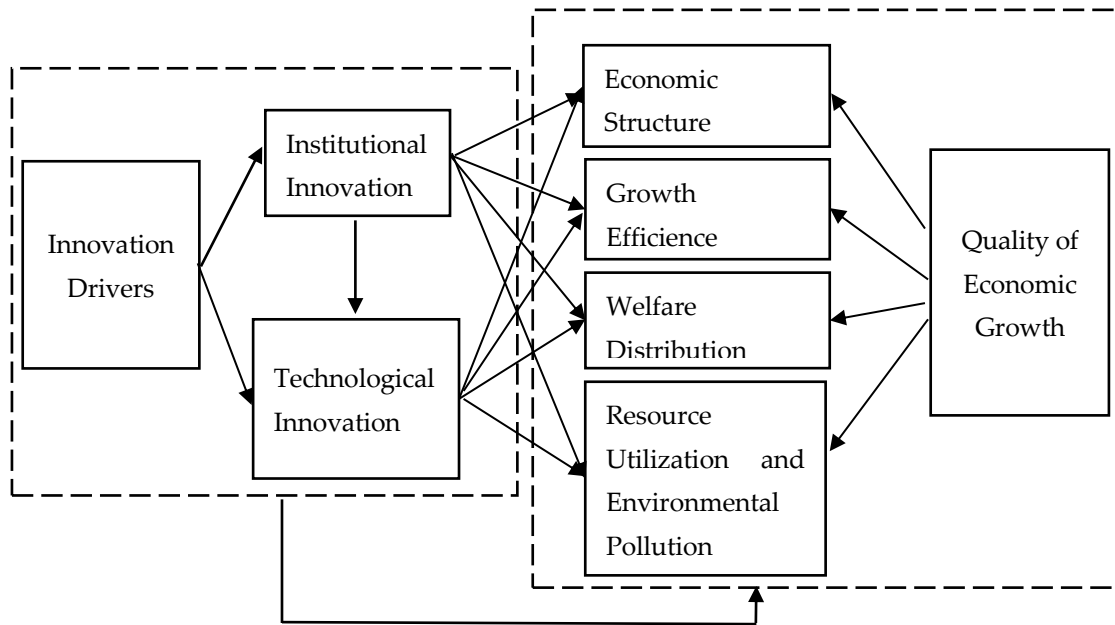 Innovation
Drivers
Institutional
Innovation
Technological
Innovation
Economic
Structure
Growth
Efficience
Welfare
Distribution
Resource
Utilization and
Environmental
Pollution
Quality of
Economic
Growth